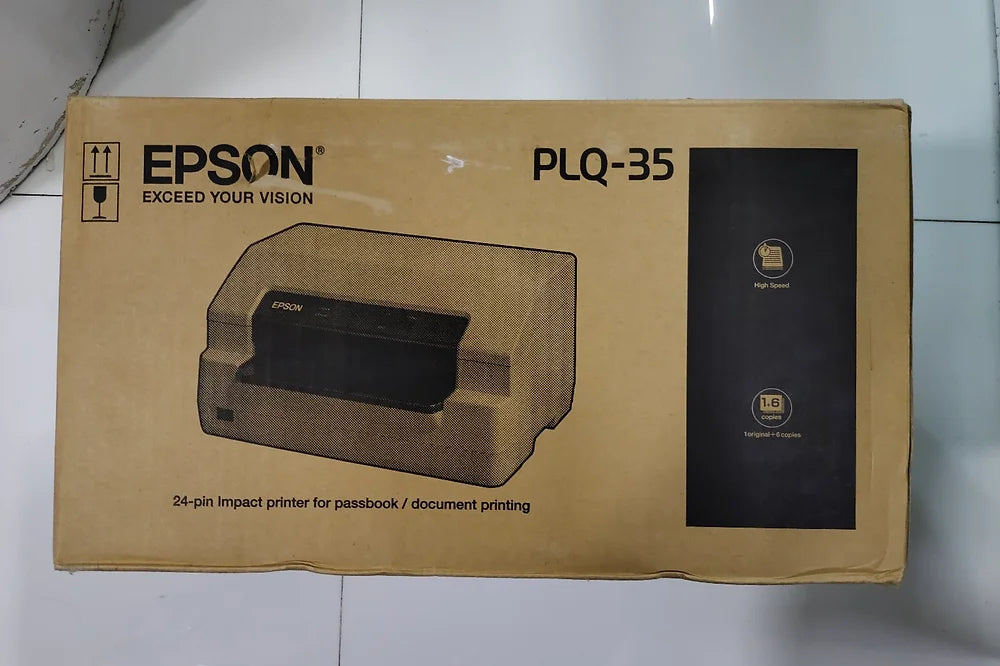 EPSON®
EXCEED YOUR VISION
PLQ-35
EPSON
High Speed
1+6
copies
1 original + 6 copies
24-pin Impact printer for passbook / document printing